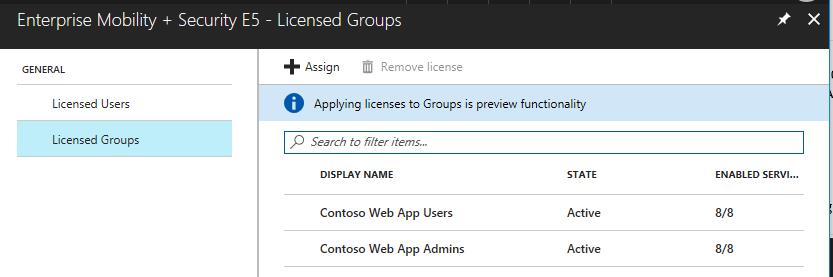 Enterprise Mobility + Security E5 - Licensed Groups
GENERAL
Licensed Users
Licensed Groups
Assign Remove license
Applying licenses to Groups is preview functionality
Search to filter items...
DISPLAY NAME STATE ENABLED SERVI...
Contoso Web App Users Active 8/8
Contoso Web App Admins Active 8/8